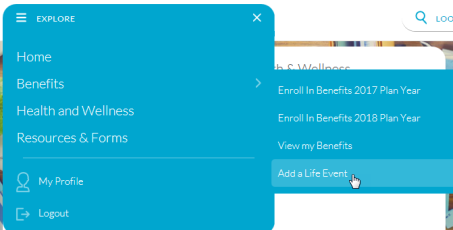 EXPLORE
LOO
Home
h & Wellness
Benefits
Enroll In Benefits 2017 Plan Year
Health and Wellness
Enroll In Benefits 2018 Plan Year
Resources & Forms
View my Benefits
Add a Life Event
My Profile
Logout